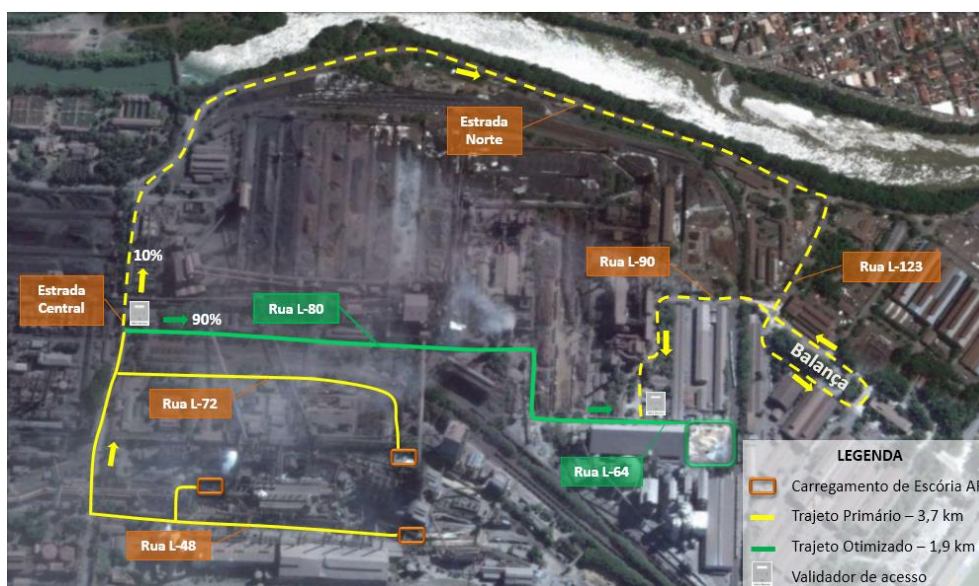 Estrada
Norte
10%
Rua L-90
Rua L-123
Estrada
Central
90%
Rua L-80
Balança
Rua L-72
Rua L-64
Rua L-48
LEGENDA
Carregamento de Escória AF
Trajeto Primário – 3,7 km
Trajeto Otimizado – 1,9 km
Validador de acesso